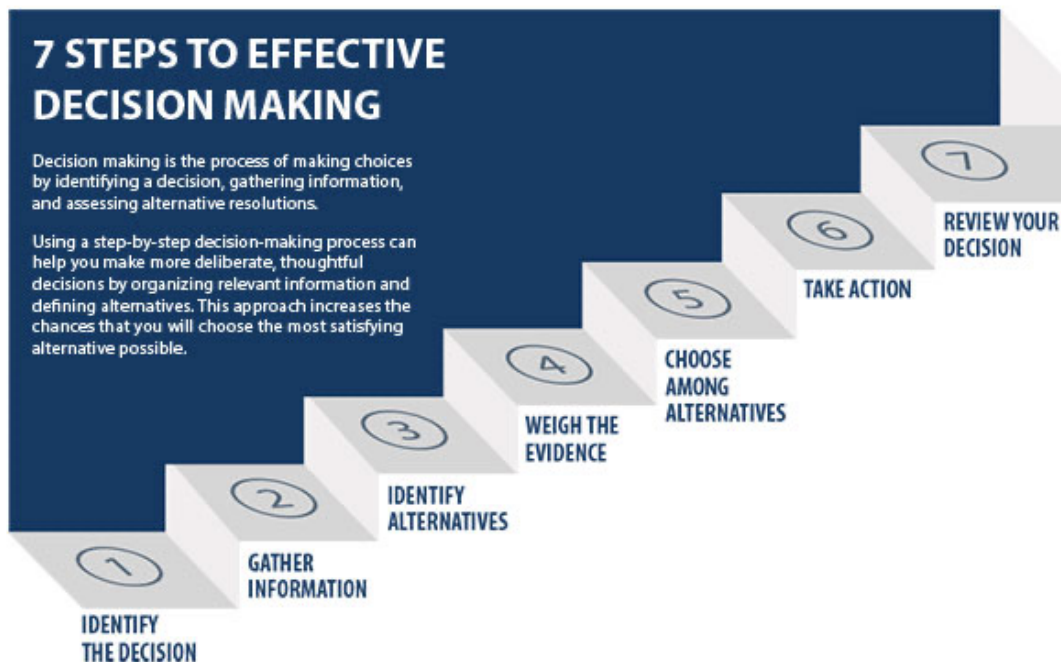 7 STEPS TO EFFECTIVE
DECISION MAKING
Decision making is the process of making choices
by identifying a decision, gathering information,
and assessing alternative resolutions.
Using a step-by-step decision-making process can
help you make more deliberate, thoughtful
decisions by organizing relevant information and
defining alternatives. This approach increases the
chances that you will choose the most satisfying
alternative possible.
1
IDENTIFY
THE DECISION
2
GATHER
INFORMATION
3
IDENTIFY
ALTERNATIVES
4
WEIGH THE
EVIDENCE
5
CHOOSE
AMONG
ALTERNATIVES
6
TAKE ACTION
7
REVIEW YOUR
DECISION